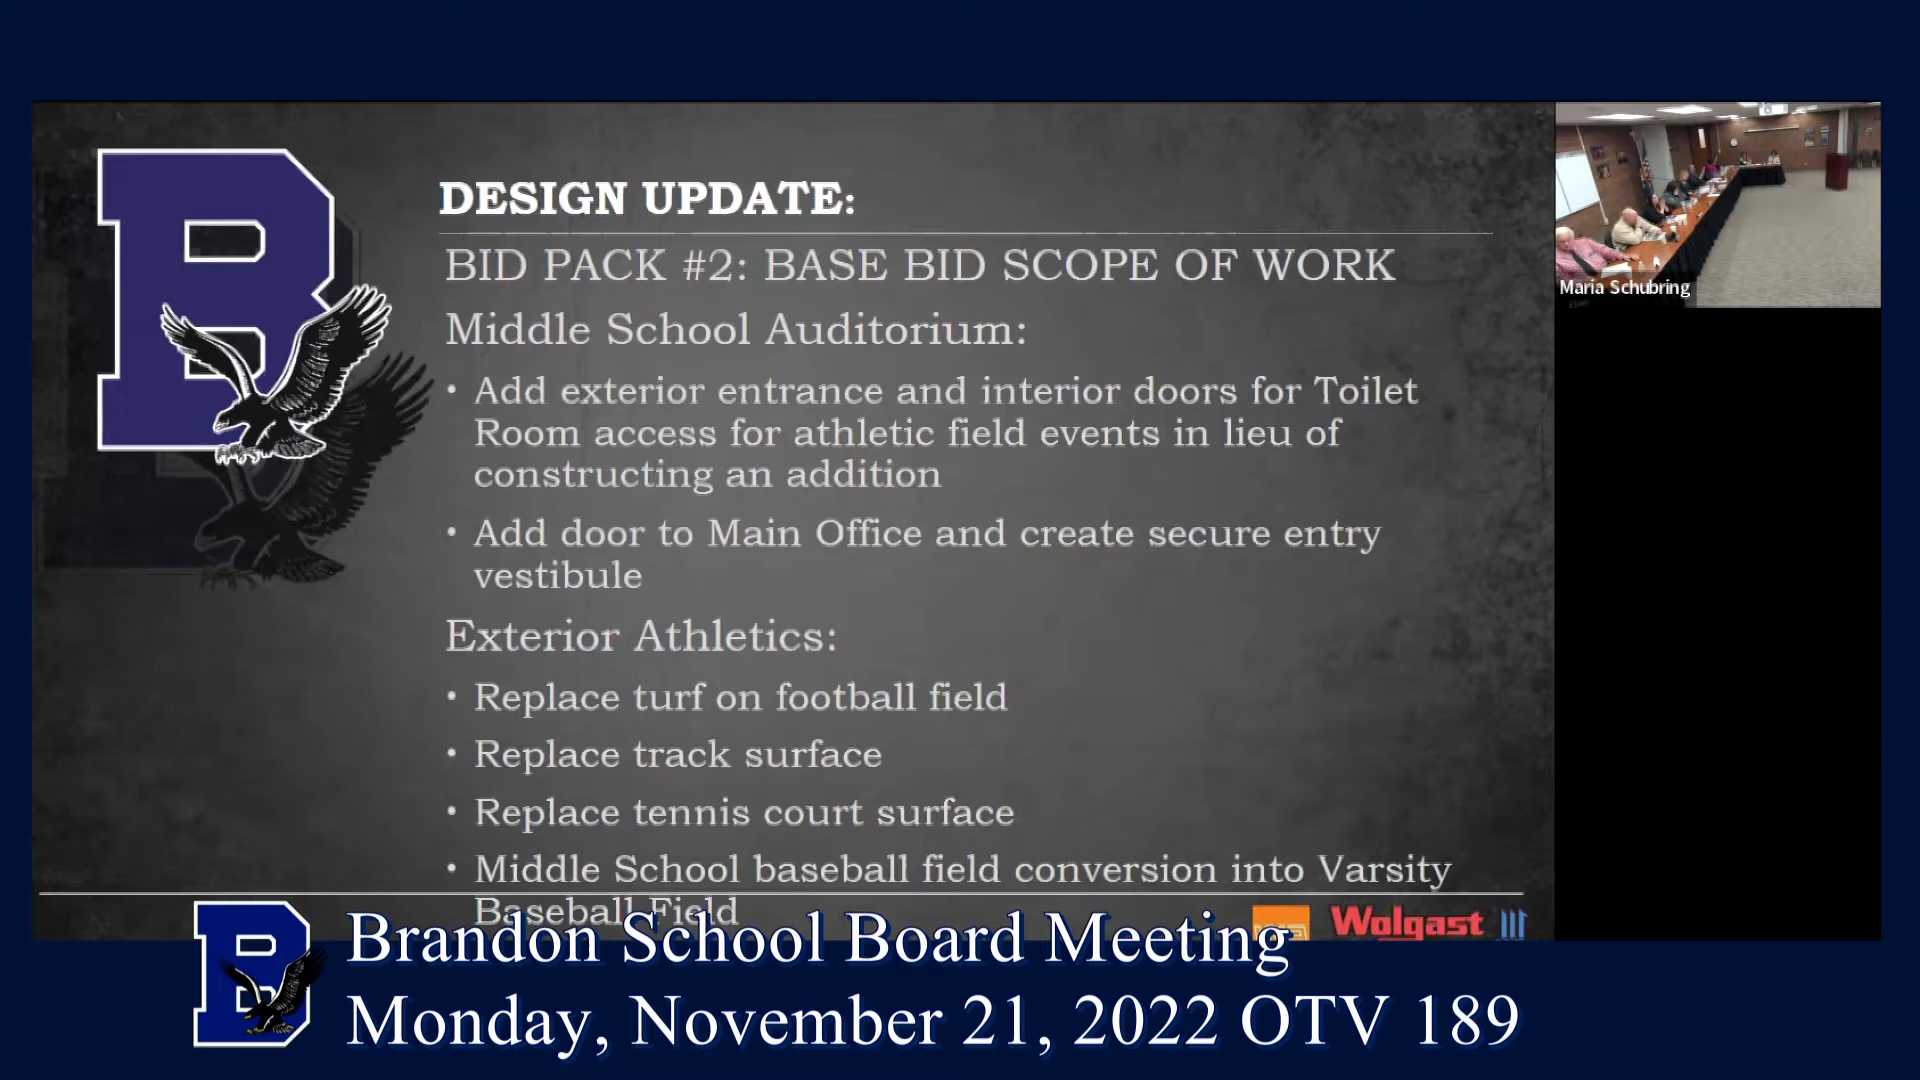 DESIGN UPDATE:
BID PACK #2: BASE BID SCOPE OF WORK
Middle School Auditorium:
• Add exterior entrance and interior doors for Toilet
Room access for athletic field events in lieu of
constructing an addition
• Add door to Main Office and create secure entry
vestibule
Exterior Athletics:
• Replace turf on football field
• Replace track surface
• Replace tennis court surface
• Middle School baseball field conversion into Varsity
Baseball Field
Wolgast
B
B
Maria Schubring
Brandon School Board Meeting
Monday, November 21, 2022 OTV 189